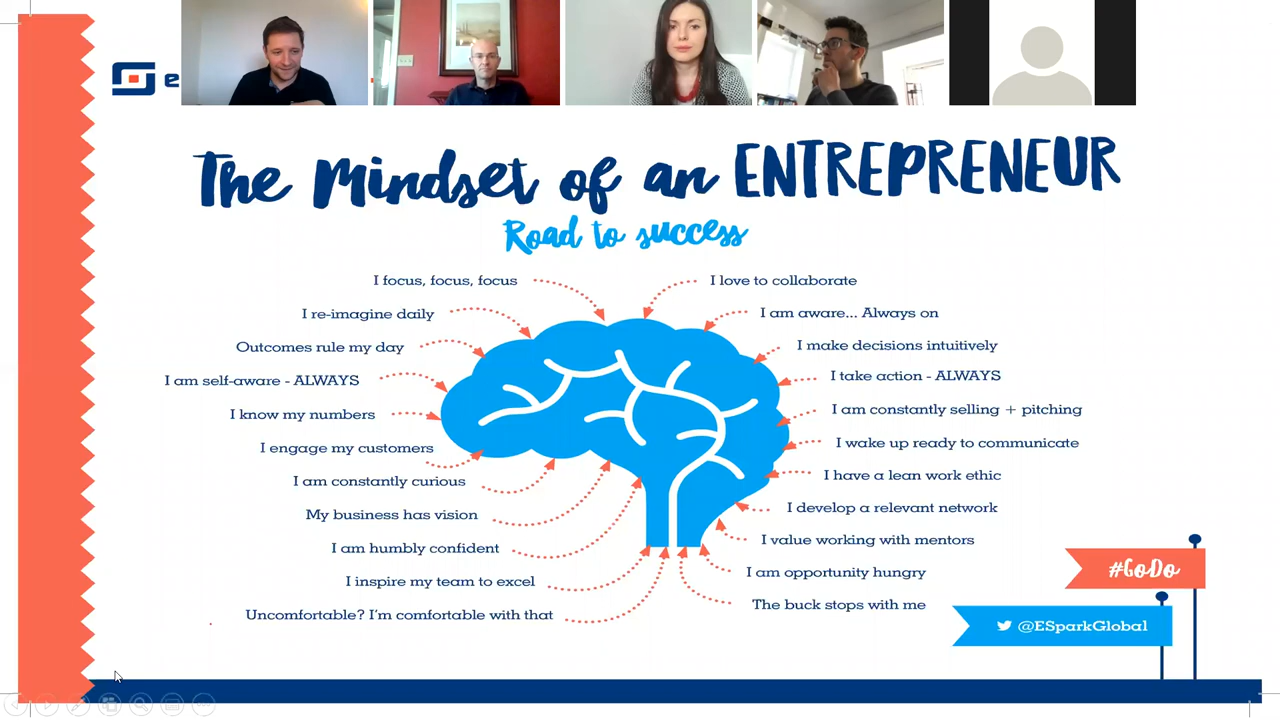 e
The Mindset of an ENTREPRENEUR
Road to success
I focus, focus, focus
I re-imagine daily
Outcomes rule my day
I am self-aware - ALWAYS
I know my numbers
I engage my customers
I am constantly curious
My business has vision
I am humbly confident
I inspire my team to excel
Uncomfortable? I'm comfortable with that
I love to collaborate
I am aware... Always on
I make decisions intuitively
I take action - ALWAYS
I am constantly selling + pitching
I wake up ready to communicate
I have a lean work ethic
I develop a relevant network
I value working with mentors
I am opportunity hungry
The buck stops with me
#GoDo
@ESparkGlobal